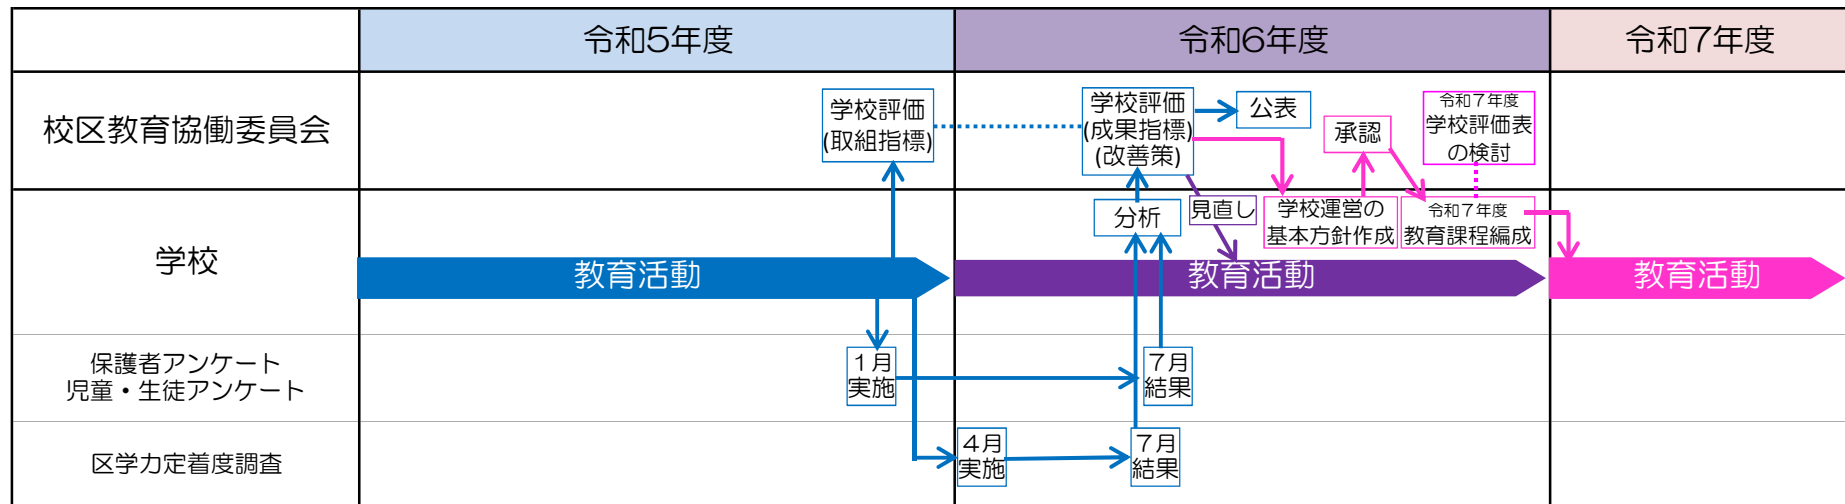 令和5年度
令和6年度
令和7年度
校区教育協働委員会
学校評価
(取組指標)
学校評価
(成果指標)
(改善策)
公表
承認
令和7年度
学校評価表
の検討
学校
分析
見直し
学校運営の
基本方針作成
令和7年度
教育課程編成
教育活動
教育活動
教育活動
保護者アンケート
児童・生徒アンケート
1月
実施
7月
結果
区学力定着度調査
4月
実施
7月
結果